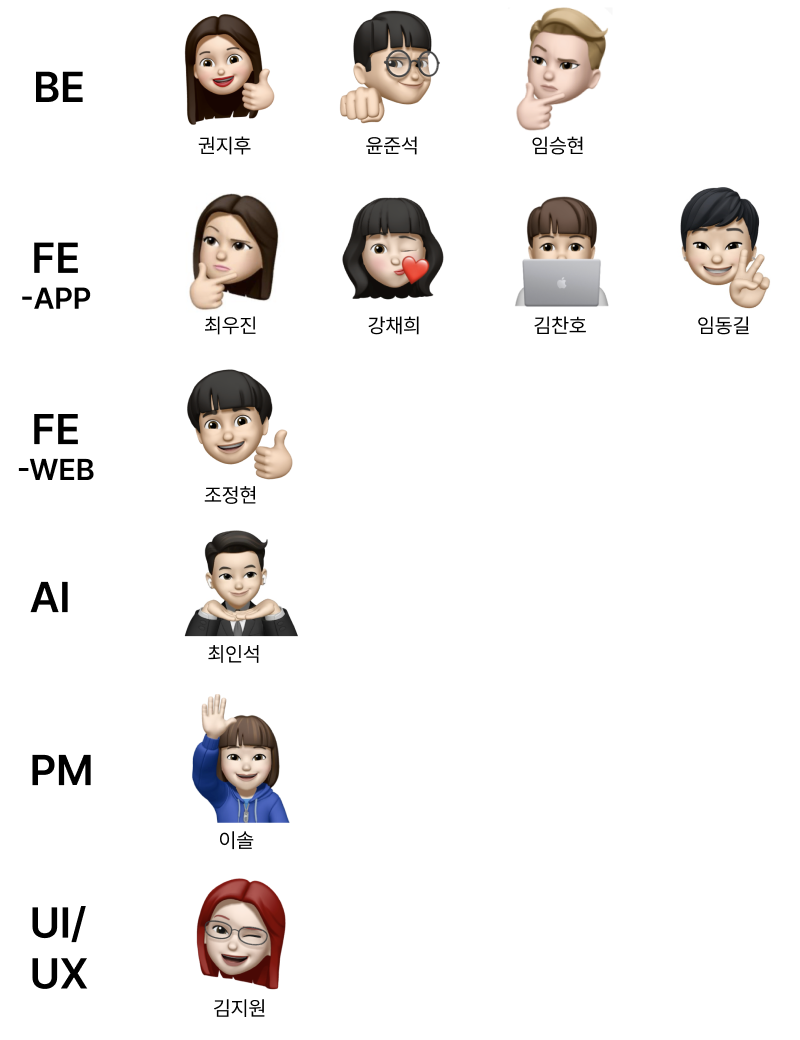 BE
권지후 윤준석 임승현
FE
-APP
최우진 강채희 김찬호 임동길
FE
-WEB
조정현
AI
최인석
PM
이솔
UI/
UX
김지원